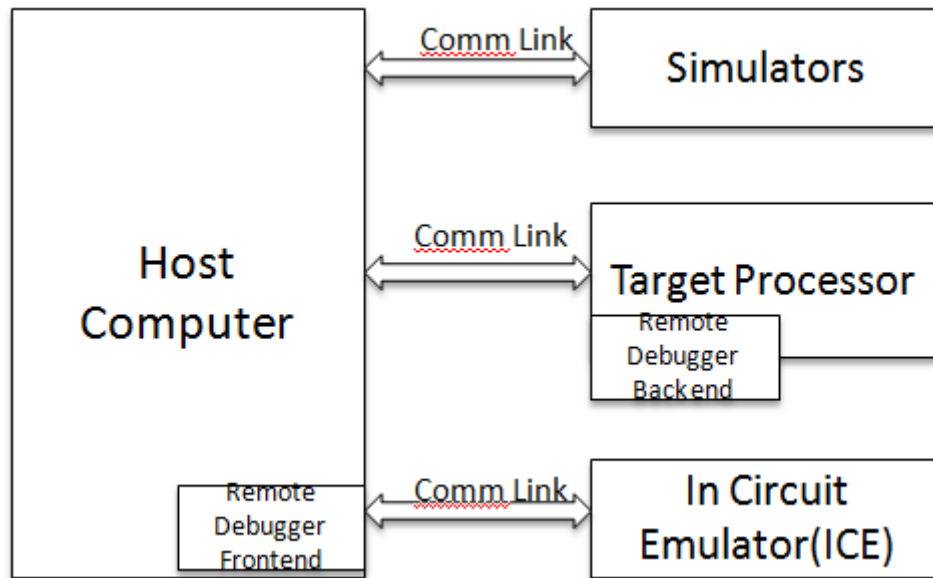 Host
Computer
Remote
Debugger
Frontend
Comm Link
Simulators
Comm Link
Target Processor
Remote
Debugger
Backend
Comm Link
In Circuit
Emulator(ICE)